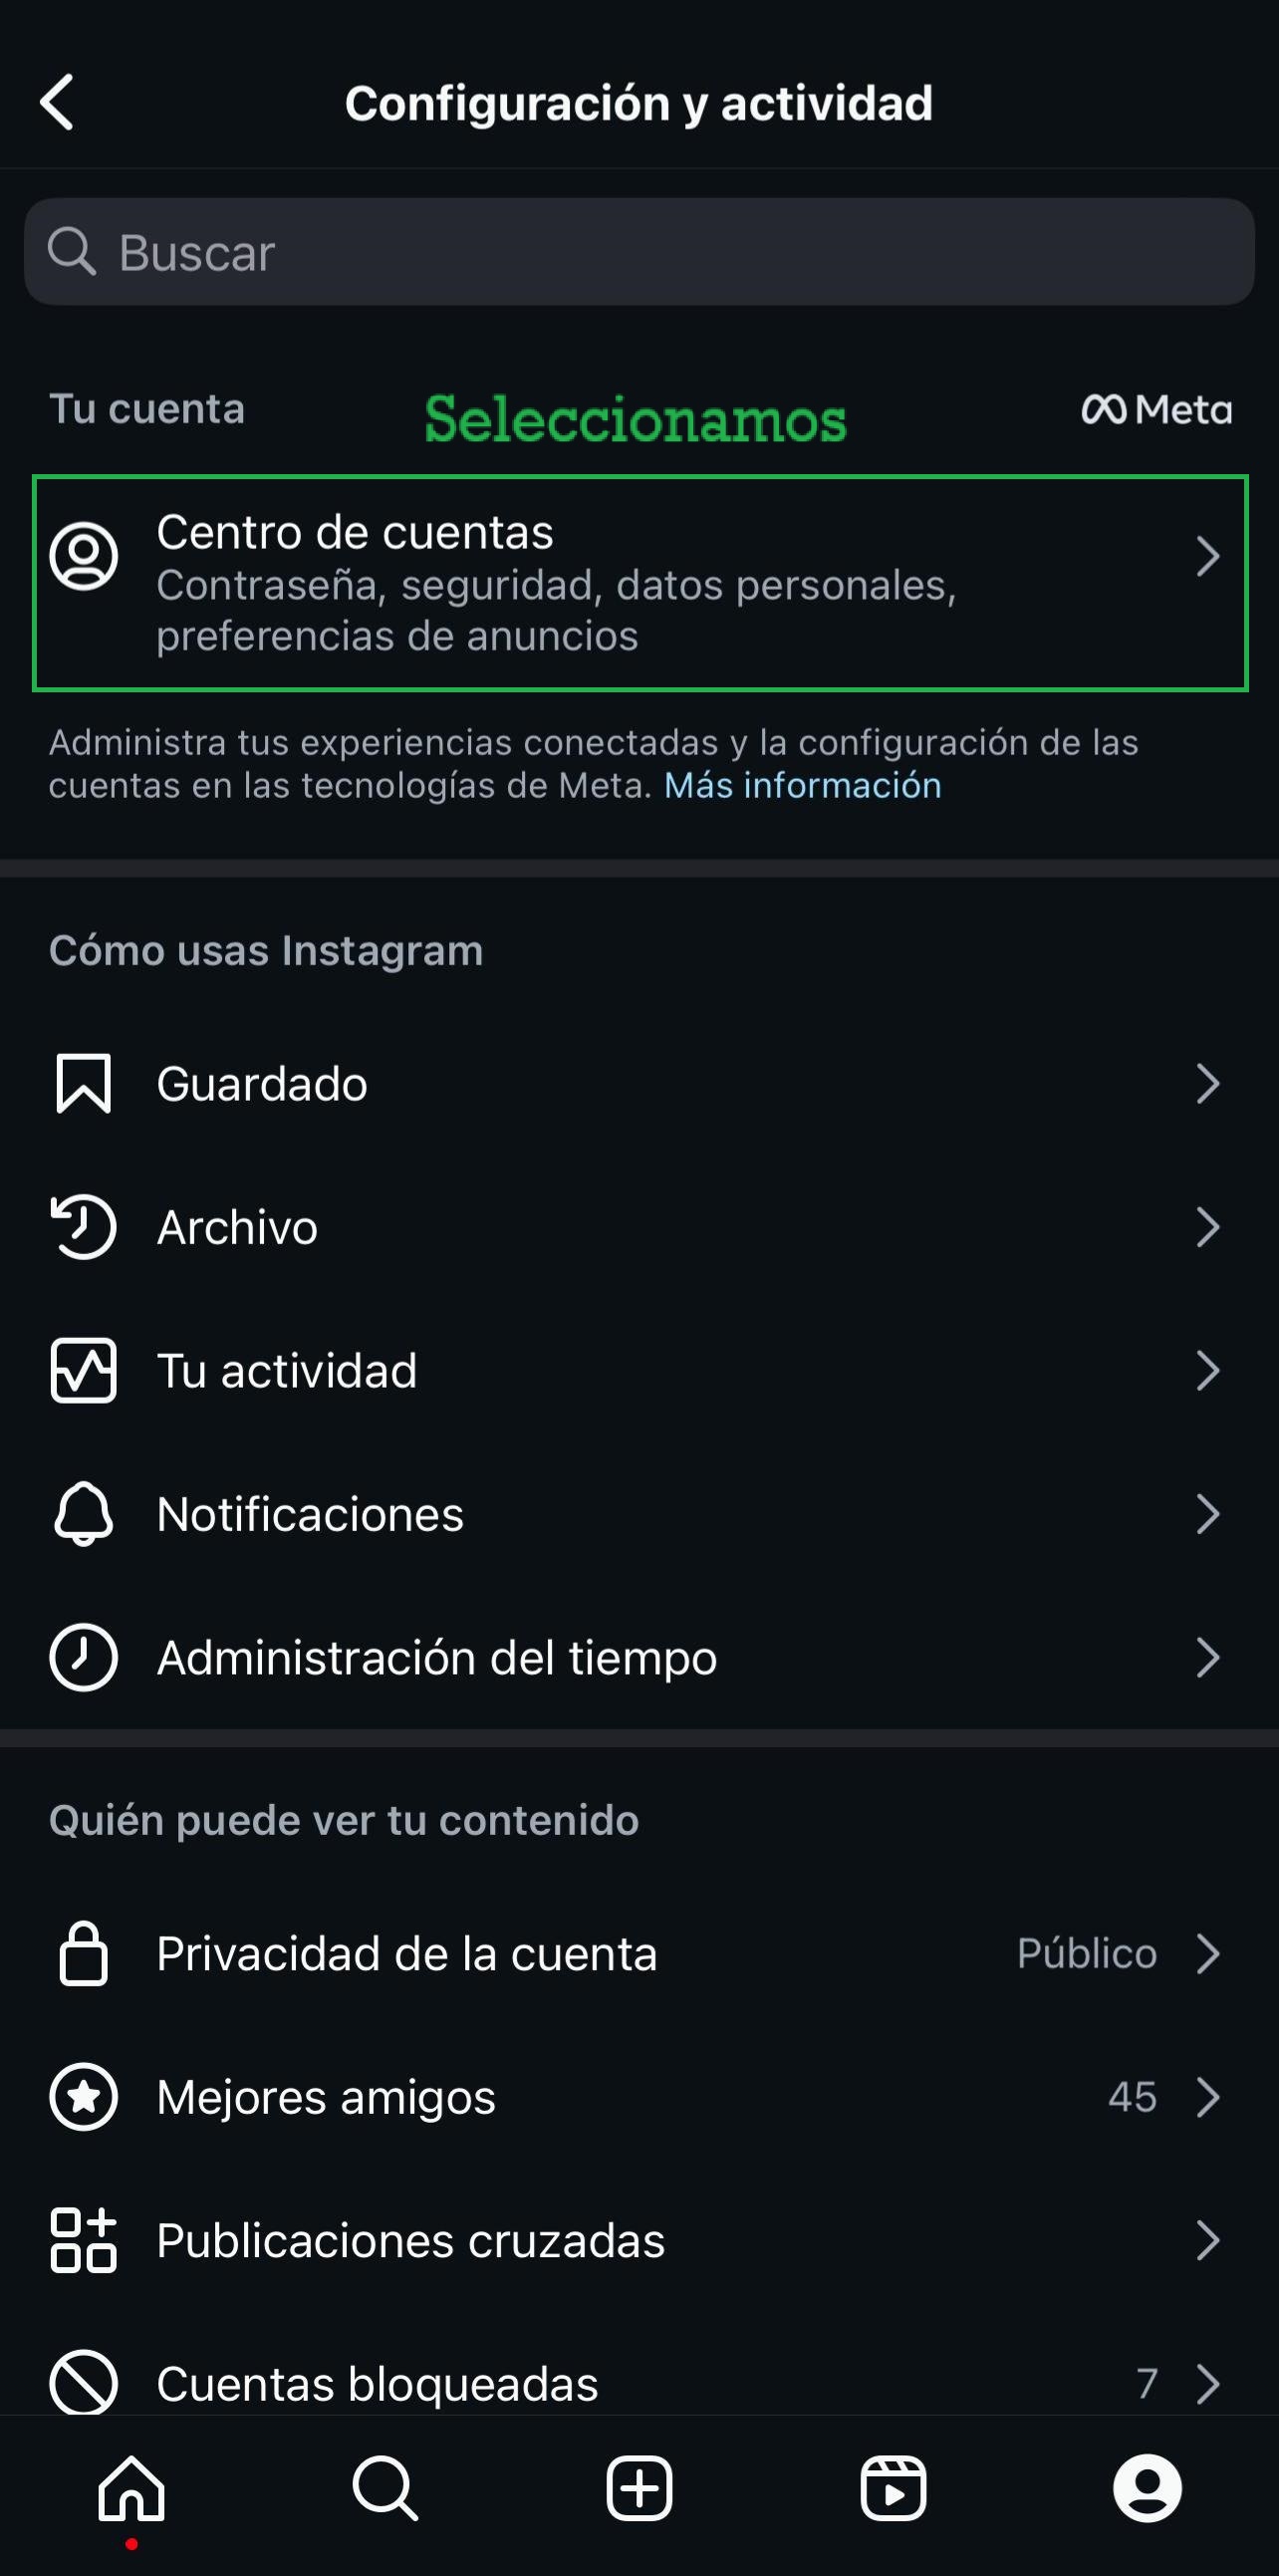 Configuración y actividad
Buscar
Tu cuenta
Seleccionamos
Meta
Centro de cuentas
Contraseña, seguridad, datos personales,
preferencias de anuncios
Administra tus experiencias conectadas y la configuración de las
cuentas en las tecnologías de Meta. Más información
Cómo usas Instagram
Guardado
Archivo
Tu actividad
Notificaciones
Administración del tiempo
Quién puede ver tu contenido
Privacidad de la cuenta Público
Mejores amigos 45
Publicaciones cruzadas
Cuentas bloqueadas 7